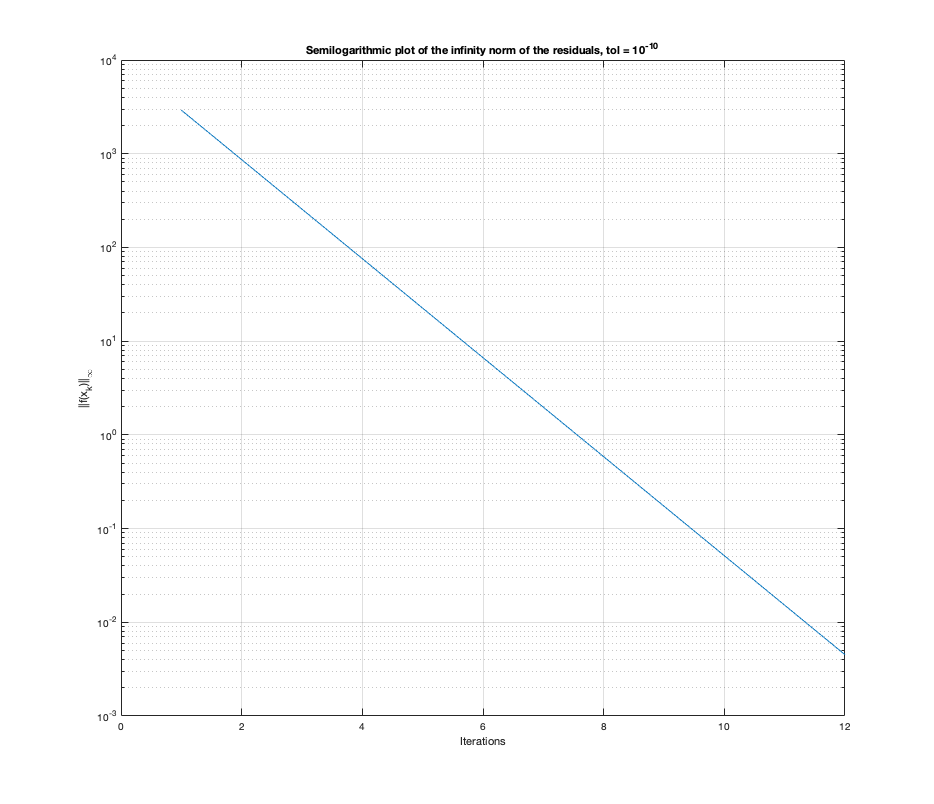 Semilogarithmic plot of the infinity norm of the residuals, tol = 10^-10
10^4
10^3
10^2
10^1
10^0
10^-1
10^-2
10^-3
||f(x_k)||_∞
0 2 4 6 8 10 12
Iterations